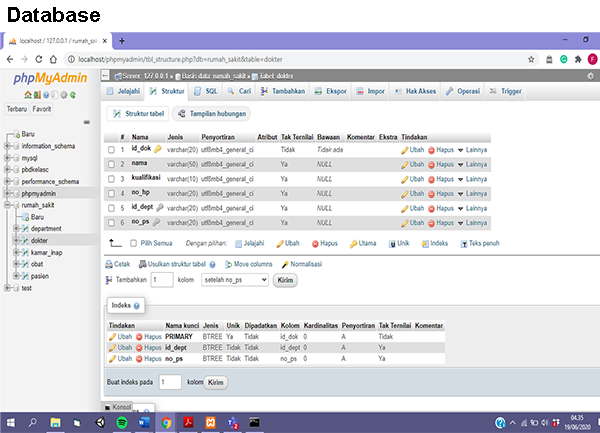 Database
localhost / 127.0.0.1 / rumah_saki
localhost/phpmyadmin/tbl_structure.php?db=rumah_sakit&table=dokter
phpMyAdmin
Terbaru Favorit
Baru
information_schema
mysql
pbdkelasc
performance_schema
phpmyadmin
rumah_sakit
Baru
department
dokter
kamar_inap
obat
pasien
test
Server: 127.0.0.1 » Basis data: rumah_sakit » tabel: dokter
Jelajahi Struktur SQL Cari Tambahkan Ekspor Impor Hak Akses Operasi Trigger
Struktur tabel Tampilan hubungan
# Nama Jenis Penyortiran Atribut Tak Ternilai Bawaan Komentar Ekstra Tindakan
1 id_dok varchar(20) utf8mb4_general_ci Tidak Tidak ada Ubah Hapus Lainnya
2 nama varchar(50) utf8mb4_general_ci Ya NULL Ubah Hapus Lainnya
3 kualifikasi varchar(10) utf8mb4_general_ci Ya NULL Ubah Hapus Lainnya
4 no_hp varchar(20) utf8mb4_general_ci Ya NULL Ubah Hapus Lainnya
5 id_dept varchar(20) utf8mb4_general_ci Ya NULL Ubah Hapus Lainnya
6 no_ps varchar(20) utf8mb4_general_ci Ya NULL Ubah Hapus Lainnya
Pilih Semua Dengan pilihan: Jelajahi Ubah Hapus Utama Unik Indeks Teks penuh
Cetak Usulkan struktur tabel Move columns Normalisasi
Tambahkan 1 kolom setelah no_ps Kirim
Indeks
Tindakan Nama kunci Jenis Unik Dipadatkan Kolom Kardinalitas Penyortiran Tak Ternilai Komentar
Ubah Hapus PRIMARY BTREE Ya Tidak id_dok 0 A Tidak
Ubah Hapus id_dept BTREE Tidak Tidak id_dept 0 A Ya
Ubah Hapus no_ps BTREE Tidak Tidak no_ps 0 A Ya
Buat indeks pada 1 kolom Kirim
Konsol
04.35
19/06/2020